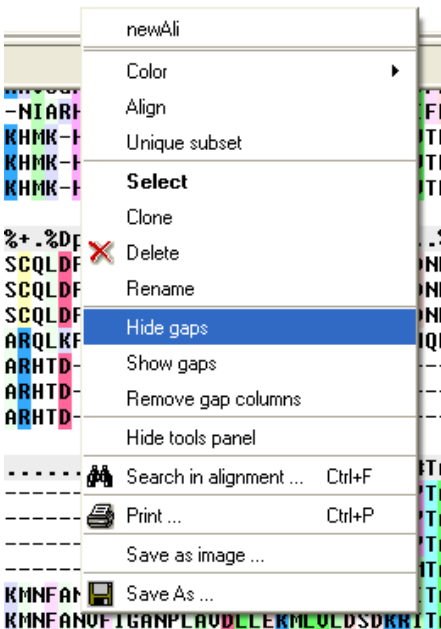 newAli
Color
-NIARH
Align
KHMK-H
Unique subset
KHMK-H
KHMK-H
Select
Clone
%+.%Dp
Delete
SCQLDF
Rename
SCQLDF
SCQLDF
Hide gaps
ARQLKF
Show gaps
ARHTD-
ARHTD-
Remove gap columns
ARHTD-
Hide tools panel
......
Search in alignment ... Ctrl+F
------
------
Print ... Ctrl+P
------
Save as image ...
------
KMNFAN
Save As ...
KMNFANVFIGANPLAVDLLEKMLVLDSDKRIT